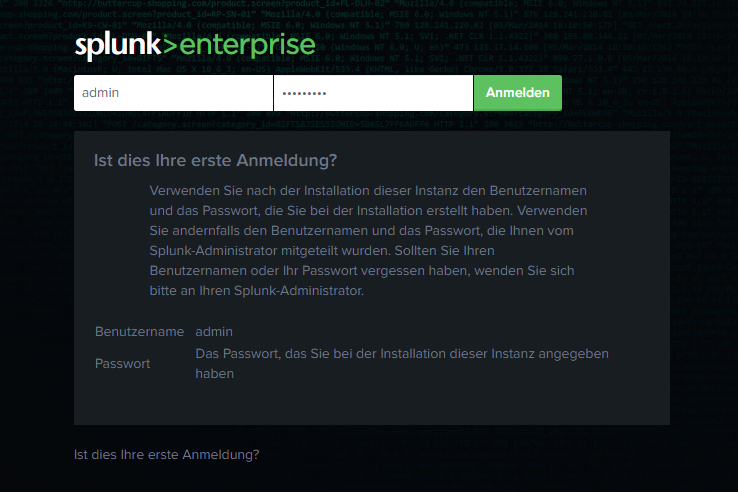 splunk>enterprise
admin
•••••••••
Anmelden
Ist dies Ihre erste Anmeldung?
Verwenden Sie nach der Installation dieser Instanz den Benutzernamen
und das Passwort, die Sie bei der Installation erstellt haben. Verwenden
Sie andernfalls den Benutzernamen und das Passwort, die Ihnen vom
Splunk-Administrator mitgeteilt wurden. Sollten Sie Ihren
Benutzernamen oder Ihr Passwort vergessen haben, wenden Sie sich
bitte an Ihren Splunk-Administrator.
Benutzername admin
Passwort Das Passwort, das Sie bei der Installation dieser Instanz angegeben
haben
Ist dies Ihre erste Anmeldung?